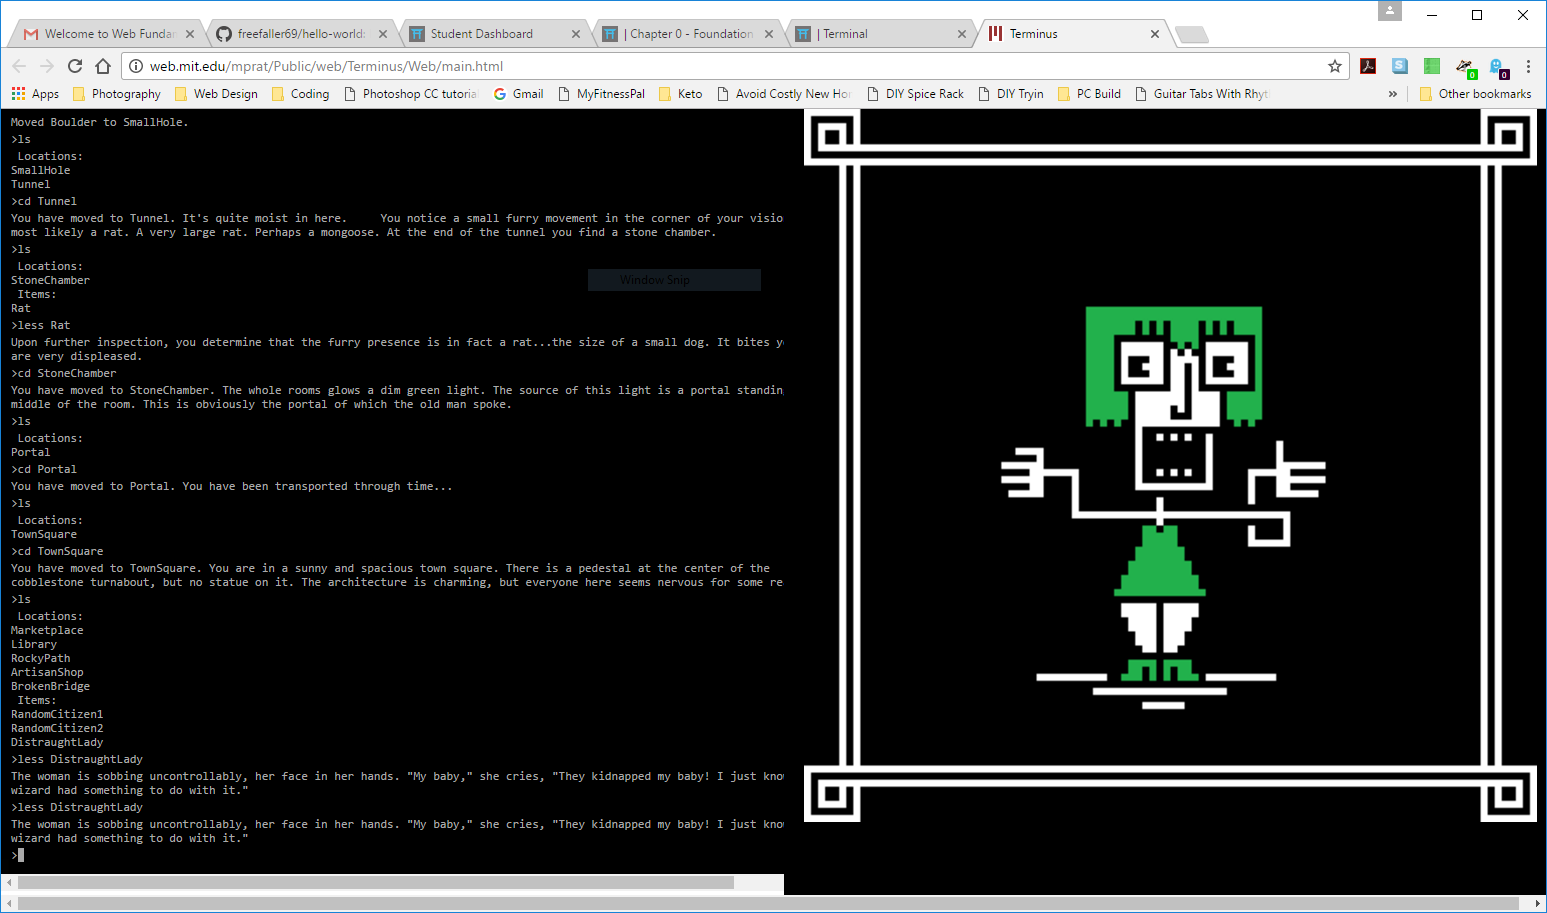 Welcome to Web Funda
freefaller69/hello-world:
Student Dashboard
| Chapter 0 - Foundation
| Terminal
Terminus
web.mit.edu/mprat/Public/web/Terminus/Web/main.html
Apps
Photography
Web Design
Coding
Photoshop CC tutoria
Gmail
MyFitnessPal
Keto
Avoid Costly New Ho
DIY Spice Rack
DIY Tryin
PC Build
Guitar Tabs With Rhyt
»
Other bookmarks
0
0
Moved Boulder to SmallHole.
>ls
Locations:
SmallHole
Tunnel
>cd Tunnel
You have moved to Tunnel. It's quite moist in here. You notice a small furry movement in the corner of your visio
most likely a rat. A very large rat. Perhaps a mongoose. At the end of the tunnel you find a stone chamber.
>ls
Locations:
StoneChamber
Window Snip
Items:
Rat
>less Rat
Upon further inspection, you determine that the furry presence is in fact a rat...the size of a small dog. It bites y
are very displeased.
>cd StoneChamber
You have moved to StoneChamber. The whole rooms glows a dim green light. The source of this light is a portal standin
middle of the room. This is obviously the portal of which the old man spoke.
>ls
Locations:
Portal
>cd Portal
You have moved to Portal. You have been transported through time...
>ls
Locations:
TownSquare
>cd TownSquare
You have moved to TownSquare. You are in a sunny and spacious town square. There is a pedestal at the center of the
cobblestone turnabout, but no statue on it. The architecture is charming, but everyone here seems nervous for some re
>ls
Locations:
Marketplace
Library
RockyPath
ArtisanShop
BrokenBridge
Items:
RandomCitizen1
RandomCitizen2
DistraughtLady
>less DistraughtLady
The woman is sobbing uncontrollably, her face in her hands. "My baby," she cries, "They kidnapped my baby! I just kno
wizard had something to do with it."
>less DistraughtLady
The woman is sobbing uncontrollably, her face in her hands. "My baby," she cries, "They kidnapped my baby! I just kno
wizard had something to do with it."
>